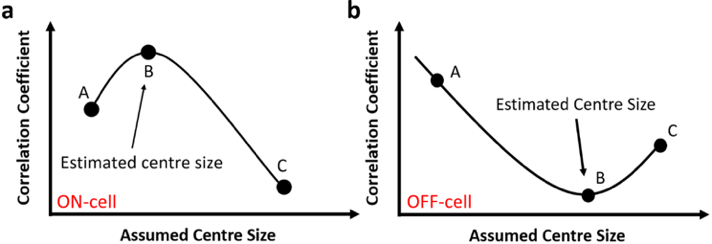 a
Correlation Coefficient
A
B
Estimated centre size
C
ON-cell
Assumed Centre Size
b
Correlation Coefficient
A
Estimated Centre Size
C
B
OFF-cell
Assumed Centre Size